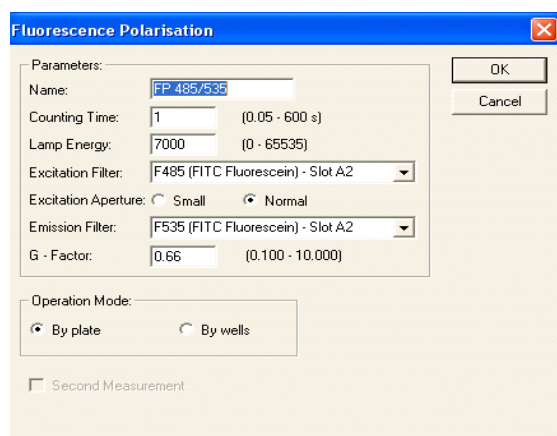 Fluorescence Polarisation
Parameters:
Name: FP 485/535
Counting Time: 1 (0.05 - 600 s)
Lamp Energy: 7000 (0 - 65535)
Excitation Filter: F485 (FITC Fluorescein) - Slot A2
Excitation Aperture: Small Normal
Emission Filter: F535 (FITC Fluorescein) - Slot A2
G - Factor: 0.66 (0.100 - 10.000)
Operation Mode:
By plate By wells
Second Measurement
OK
Cancel